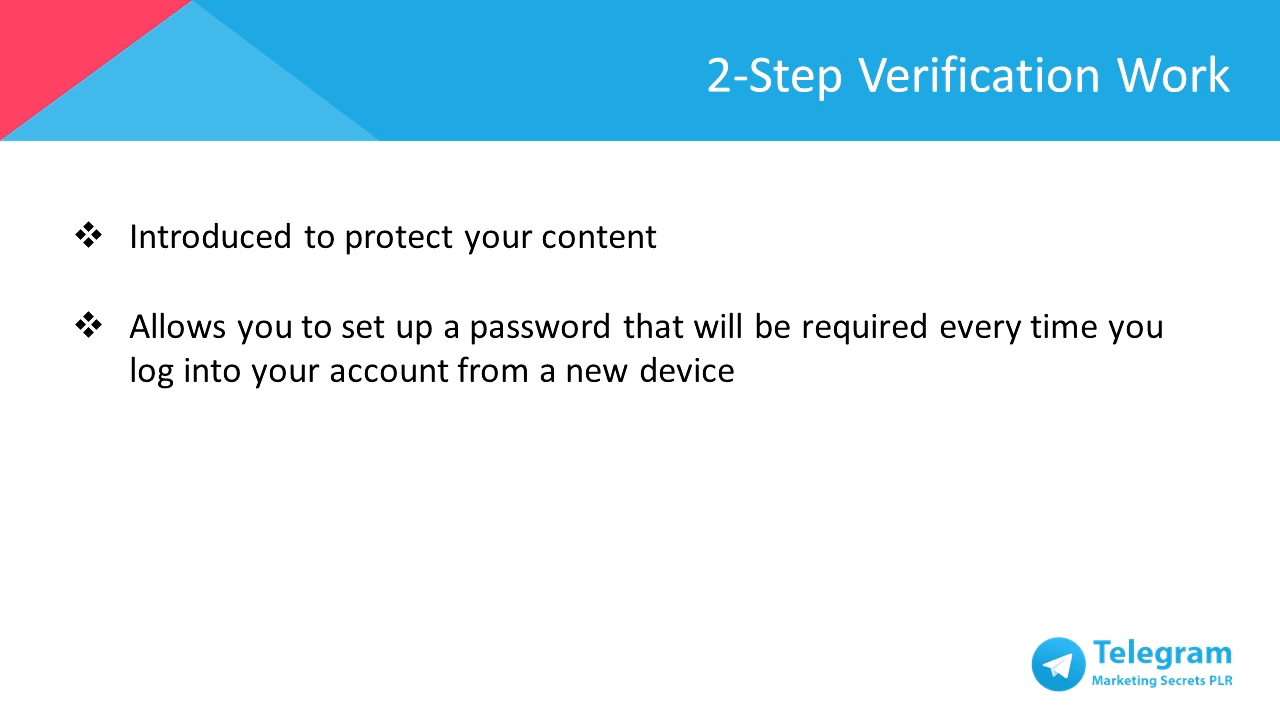 2-Step Verification Work
❖ Introduced to protect your content
❖ Allows you to set up a password that will be required every time you
log into your account from a new device
Telegram
Marketing Secrets PLR